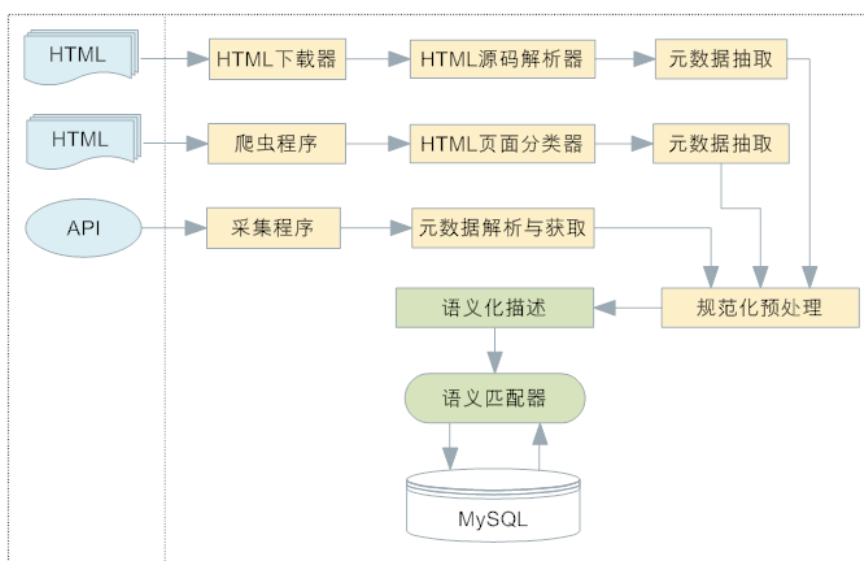 HTML
HTML下载器
HTML源码解析器
元数据抽取
HTML
爬虫程序
HTML页面分类器
元数据抽取
API
采集程序
元数据解析与获取
语义化描述
规范化预处理
语义匹配器
MySQL